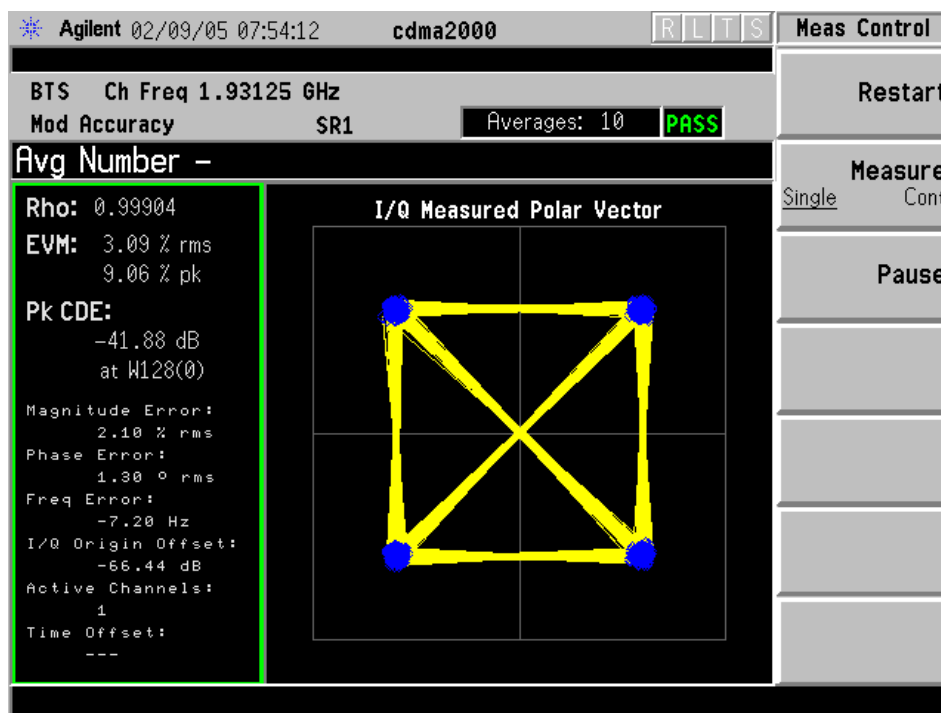 Agilent 02/09/05 07:54:12 cdma2000 R L T S Meas Control
BTS Ch Freq 1.93125 GHz
Mod Accuracy SR1 Averages: 10 PASS
Avg Number –
Rho: 0.99904
EVM: 3.09 % rms
9.06 % pk
Pk CDE:
-41.88 dB
at W128(0)
Magnitude Error:
2.10 % rms
Phase Error:
1.30 º rms
Freq Error:
-7.20 Hz
I/Q Origin Offset:
-66.44 dB
Active Channels:
1
Time Offset:
---
I/Q Measured Polar Vector
Restart
Measure
Single Cont
Pause